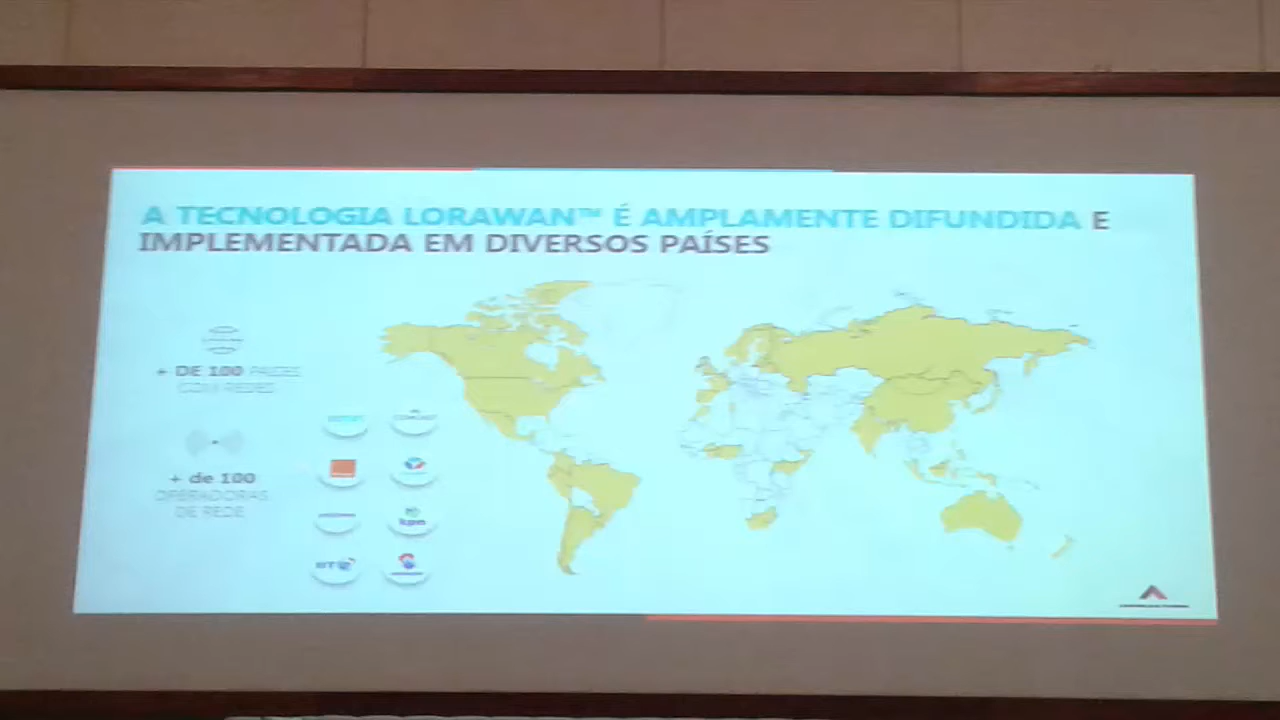 A TECNOLOGIA LORAWAN™ É AMPLAMENTE DIFUNDIDA E
IMPLEMENTADA EM DIVERSOS PAÍSES
+ DE 100 PAÍSES
COM REDES
+ de 100
OPERADORAS
DE REDE
kpn